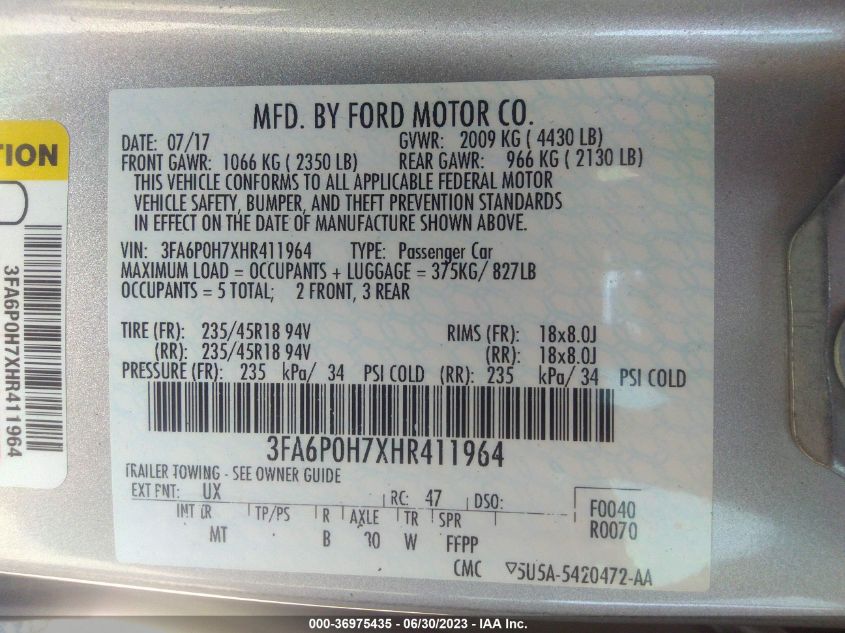 TION
3FA6P0H7XHR411964
MFD. BY FORD MOTOR CO.
DATE: 07/17 GVWR: 2009 KG ( 4430 LB)
FRONT GAWR: 1066 KG ( 2350 LB) REAR GAWR: 966 KG ( 2130 LB)
THIS VEHICLE CONFORMS TO ALL APPLICABLE FEDERAL MOTOR
VEHICLE SAFETY, BUMPER, AND THEFT PREVENTION STANDARDS
IN EFFECT ON THE DATE OF MANUFACTURE SHOWN ABOVE.
VIN: 3FA6P0H7XHR411964 TYPE: Passenger Car
MAXIMUM LOAD = OCCUPANTS + LUGGAGE = 375KG/ 827LB
OCCUPANTS = 5 TOTAL; 2 FRONT, 3 REAR
TIRE (FR): 235/45R18 94V RIMS (FR): 18x8.0J
(RR): 235/45R18 94V (RR): 18x8.0J
PRESSURE (FR): 235 kPa/ 34 PSI COLD (RR): 235 kPa/ 34 PSI COLD
3FA6P0H7XHR411964
TRAILER TOWING - SEE OWNER GUIDE
EXT PNT: UX RC: 47 DSO: F0040
INT TR TP/PS R AXLE TR SPR R0070
MT B 30 W FFPP
CMC 5U5A-5420472-AA
000-36975435 - 06/30/2023 - IAA Inc.